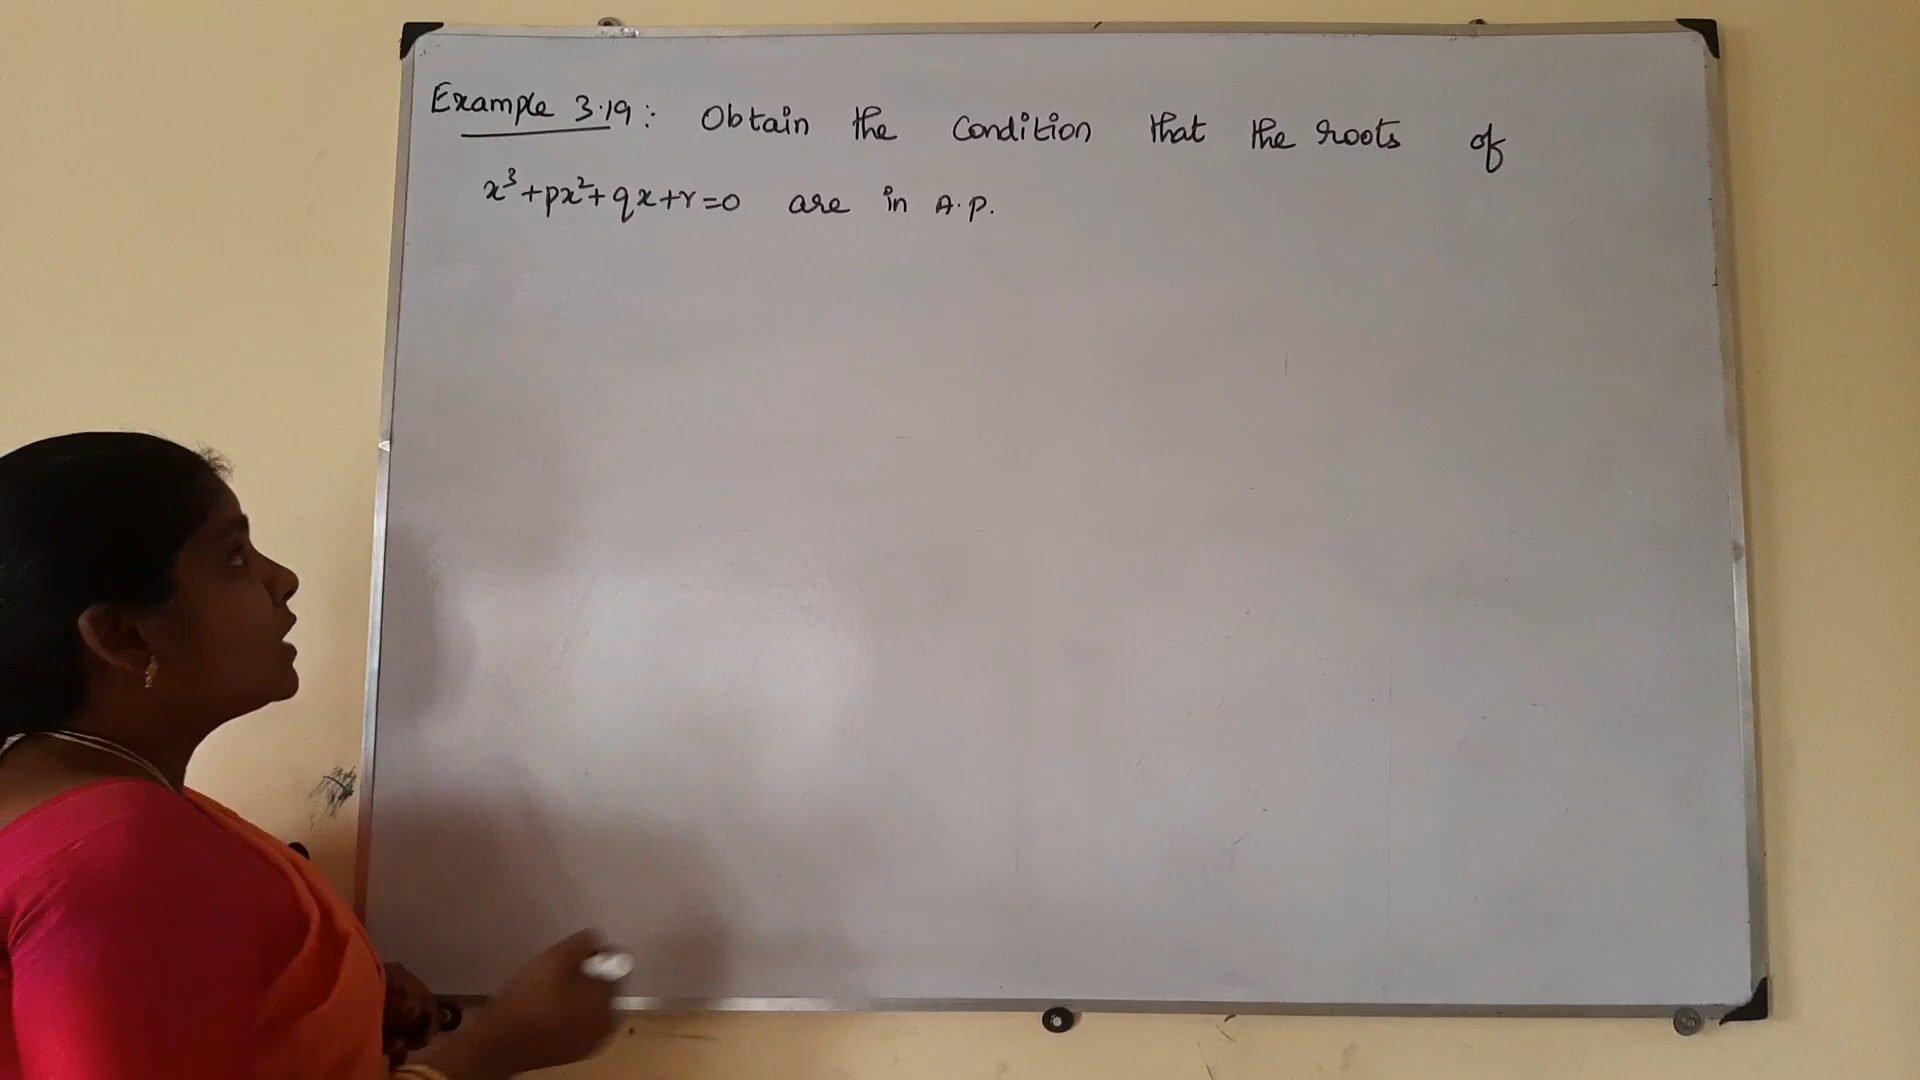 Example 3.19: Obtain the condition that the roots of
x³+px²+qx+r=0 are in A.P.